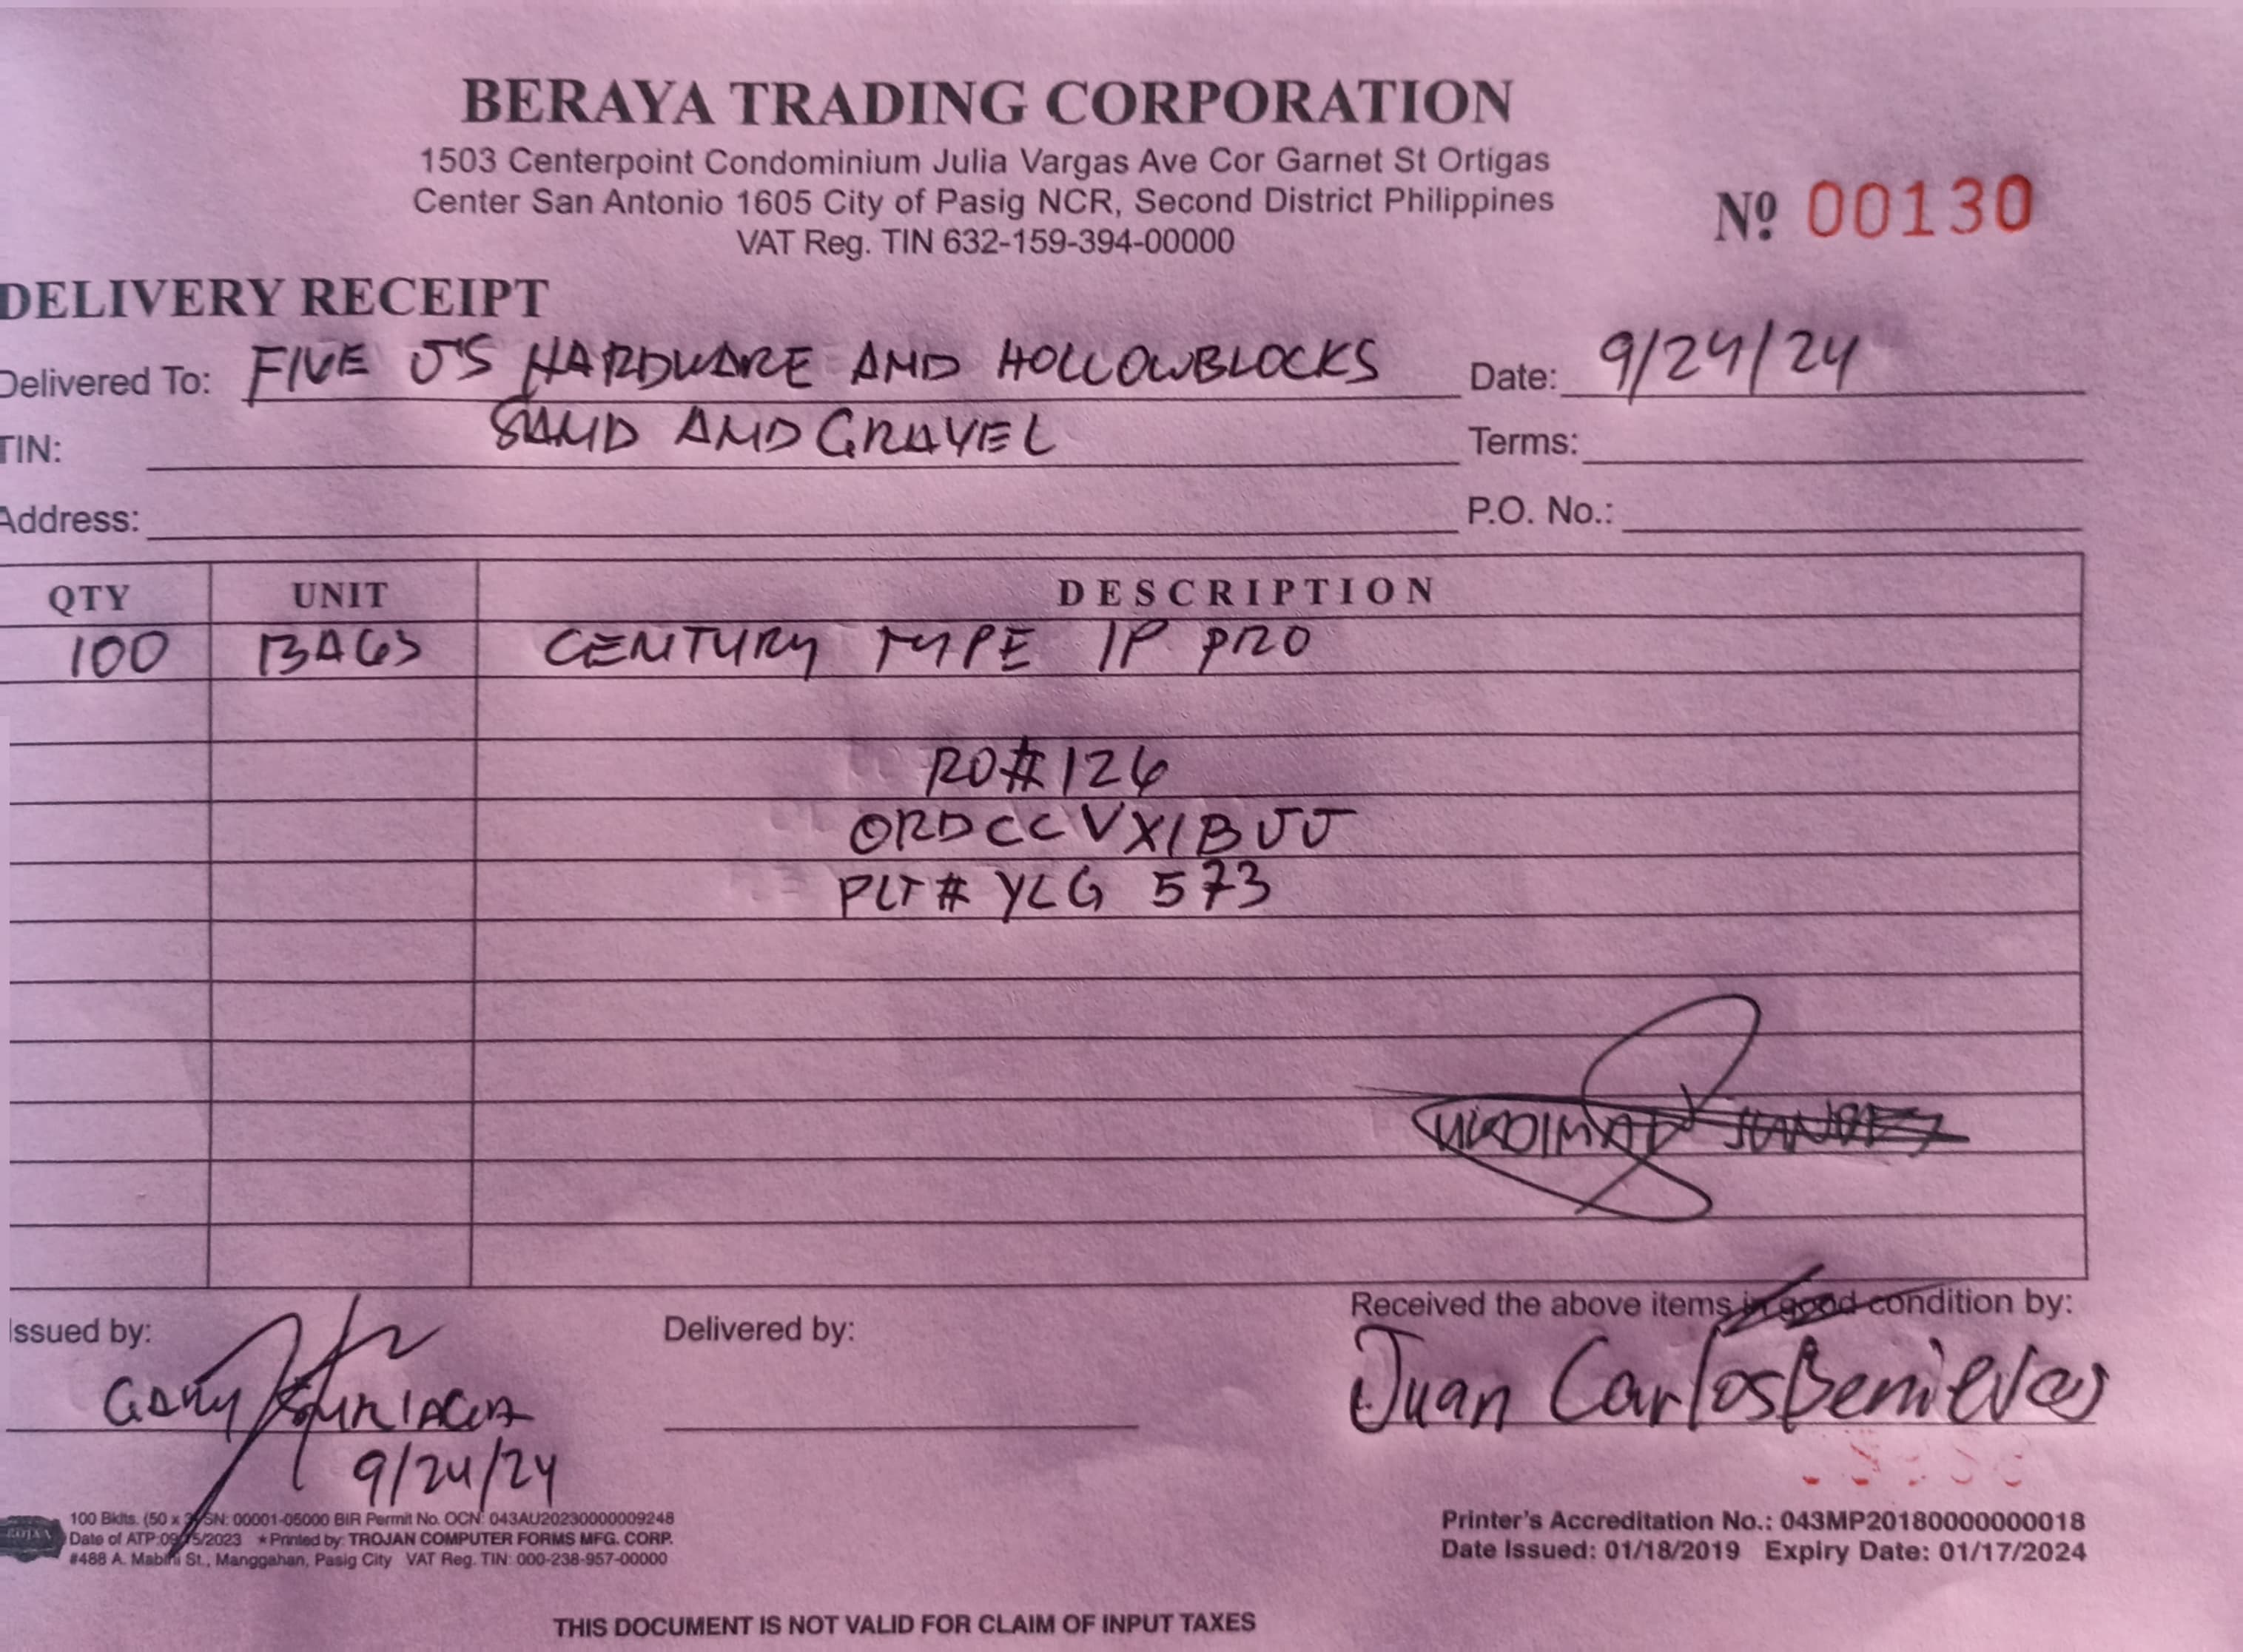 BERAYA TRADING CORPORATION
1503 Centerpoint Condominium Julia Vargas Ave Cor Garnet St Ortigas
Center San Antonio 1605 City of Pasig NCR, Second District Philippines
VAT Reg. TIN 632-159-394-00000
Nº 00130
DELIVERY RECEIPT
Delivered To: FIVE J'S HARDWARE AND HOLLOWBLOCKS Date: 9/24/24
SAND AND GRAVEL
TIN: Terms:
Address: P.O. No.:
QTY UNIT DESCRIPTION
100 BAGS CENTURY TYPE 1P PRO
RO#126
ORDCCVX1BJJ
PLT# YLG 573
Issued by: Delivered by: Received the above items in good condition by:
GARY Juan Carlos Benieves
9/24/24
100 Bklts. (50 x SN: 00001-05000 BIR Permit No. OCN: 043AU20230000009248
Date of ATP: /2023 ★Printed by: TROJAN COMPUTER FORMS MFG. CORP.
#488 A. Mabini St., Manggahan, Pasig City VAT Reg. TIN: 000-238-957-00000
Printer's Accreditation No.: 043MP20180000000018
Date Issued: 01/18/2019 Expiry Date: 01/17/2024
THIS DOCUMENT IS NOT VALID FOR CLAIM OF INPUT TAXES